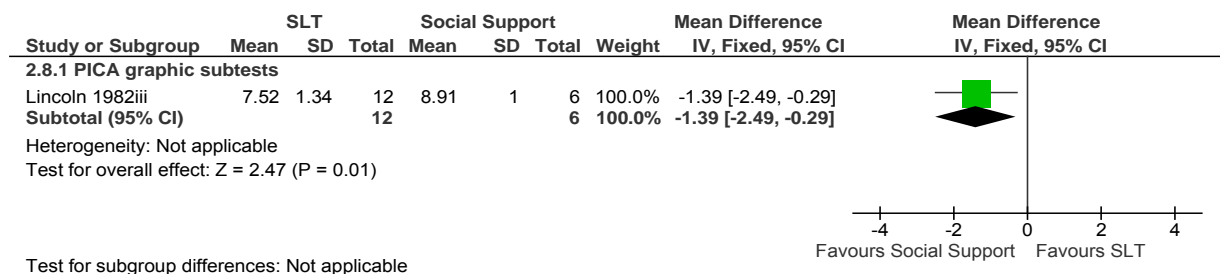 SLT Social Support Mean Difference Mean Difference
Study or Subgroup Mean SD Total Mean SD Total Weight IV, Fixed, 95% CI IV, Fixed, 95% CI
2.8.1 PICA graphic subtests
Lincoln 1982iii 7.52 1.34 12 8.91 1 6 100.0% -1.39 [-2.49, -0.29]
Subtotal (95% CI) 12 6 100.0% -1.39 [-2.49, -0.29]
Heterogeneity: Not applicable
Test for overall effect: Z = 2.47 (P = 0.01)
-4 -2 0 2 4
Favours Social Support Favours SLT
Test for subgroup differences: Not applicable